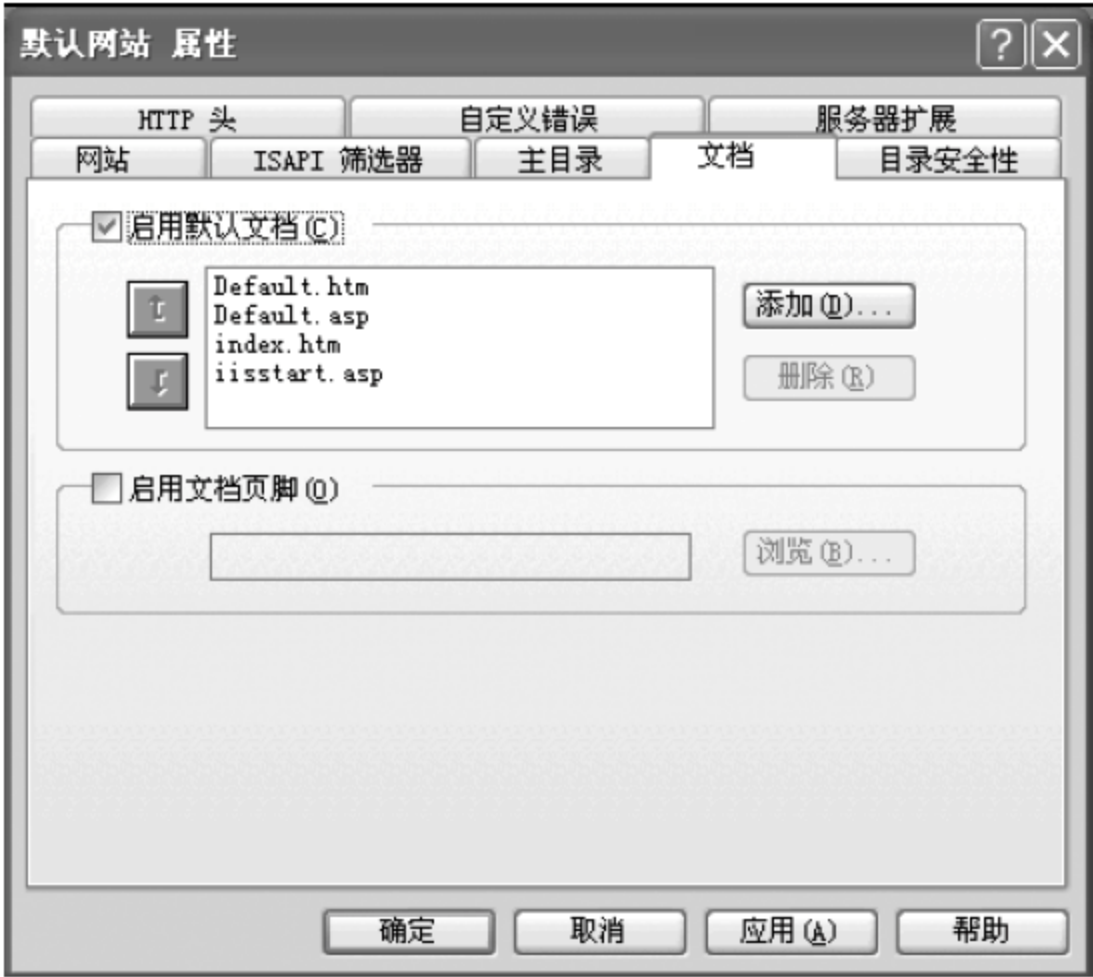 默认网站 属性
HTTP 头 自定义错误 服务器扩展
网站 ISAPI 筛选器 主目录 文档 目录安全性
启用默认文档(C)
Default.htm
Default.asp
index.htm
iisstart.asp
添加(D)...
删除(R)
启用文档页脚(O)
浏览(B)...
确定 取消 应用(A) 帮助